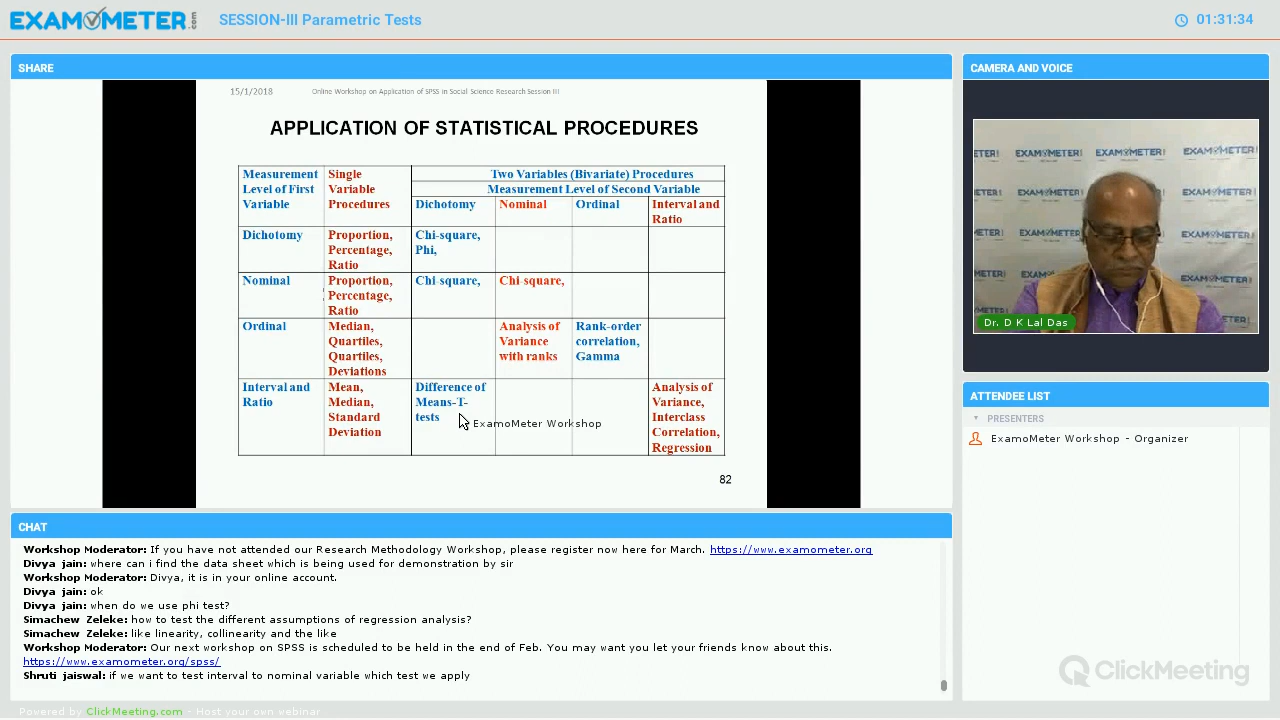 EXAMOMETER.com
SESSION-III Parametric Tests
01:31:34
SHARE
15/1/2018
Online Workshop on Application of SPSS in Social Science Research Session III
APPLICATION OF STATISTICAL PROCEDURES
Measurement Level of First Variable
Single Variable Procedures
Two Variables (Bivariate) Procedures
Measurement Level of Second Variable
Dichotomy
Nominal
Ordinal
Interval and Ratio
Dichotomy
Proportion, Percentage, Ratio
Chi-square, Phi,
Nominal
Proportion, Percentage, Ratio
Chi-square,
Chi-square,
Ordinal
Median, Quartiles, Quartiles, Deviations
Analysis of Variance with ranks
Rank-order correlation, Gamma
Interval and Ratio
Mean, Median, Standard Deviation
Difference of Means-T-tests
Analysis of Variance, Interclass Correlation, Regression
ExamoMeter Workshop
82
CAMERA AND VOICE
Dr. D K Lal Das
ATTENDEE LIST
PRESENTERS
ExamoMeter Workshop - Organizer
CHAT
Workshop Moderator: If you have not attended our Research Methodology Workshop, please register now here for March. https://www.examometer.org
Divya jain: where can i find the data sheet which is being used for demonstration by sir
Workshop Moderator: Divya, it is in your online account.
Divya jain: ok
Divya jain: when do we use phi test?
Simachew Zeleke: how to test the different assumptions of regression analysis?
Simachew Zeleke: like linearity, collinearity and the like
Workshop Moderator: Our next workshop on SPSS is scheduled to be held in the end of Feb. You may want you let your friends know about this.
https://www.examometer.org/spss/
Shruti jaiswal: if we want to test interval to nominal variable which test we apply
ClickMeeting
Powered by ClickMeeting.com - Host your own webinar